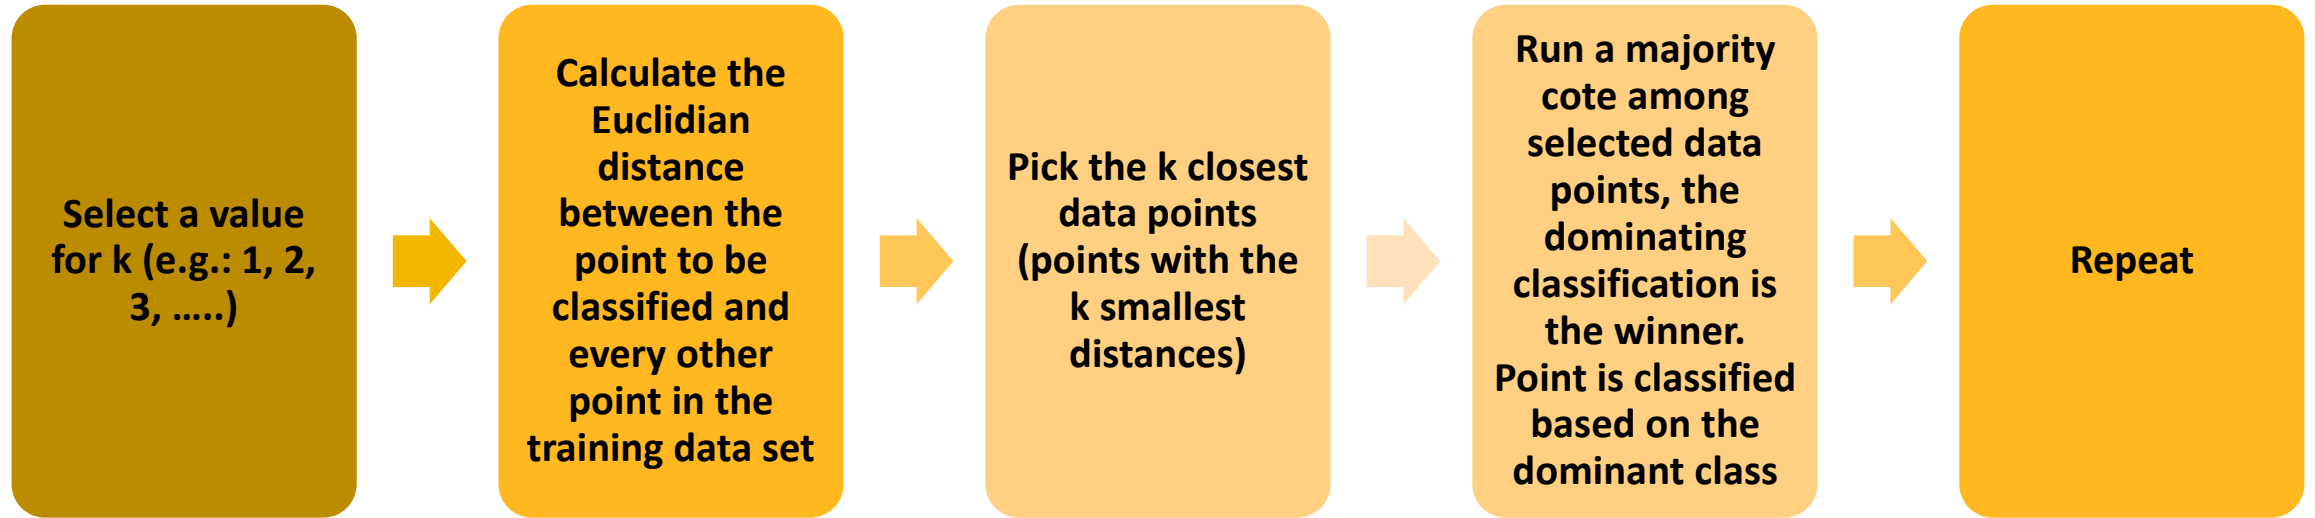 Select a value
for k (e.g.: 1, 2,
3, …..)
Calculate the
Euclidian
distance
between the
point to be
classified and
every other
point in the
training data set
Pick the k closest
data points
(points with the
k smallest
distances)
Run a majority
cote among
selected data
points, the
dominating
classification is
the winner.
Point is classified
based on the
dominant class
Repeat